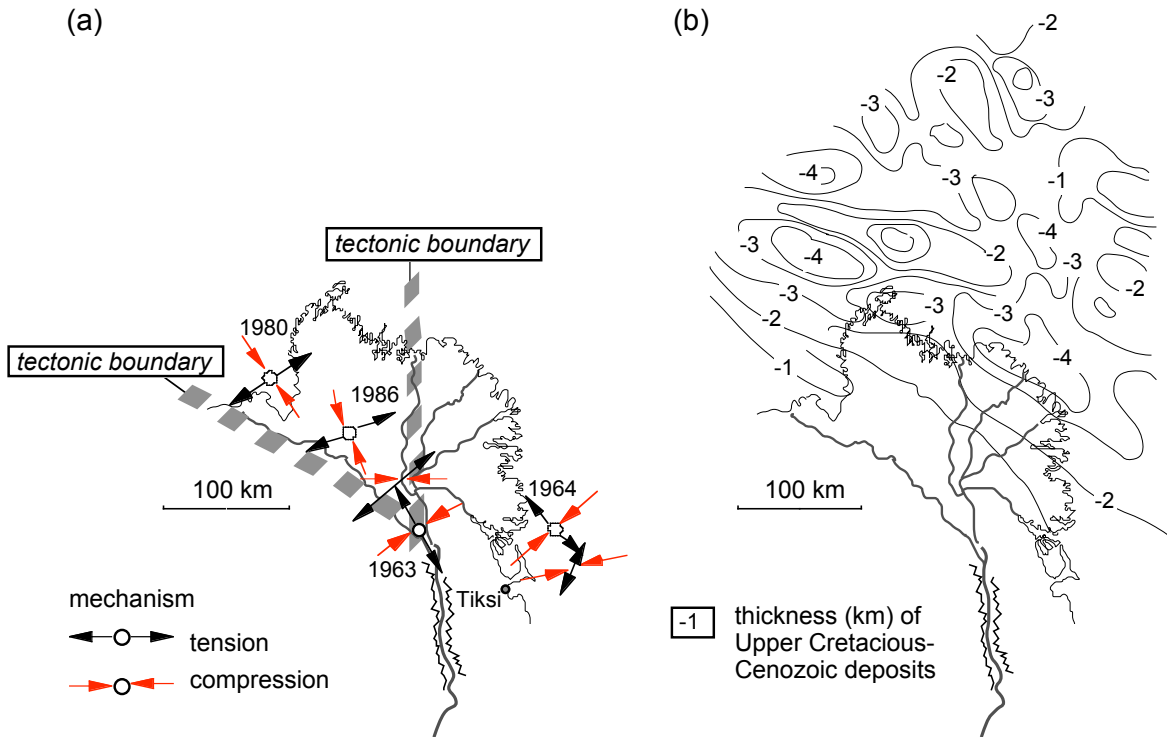 (a)
tectonic boundary
1980
tectonic boundary
1986
100 km
1964
1963
Tiksi
mechanism
tension
compression
(b)
-2
-2
-3
-3
-4
-3
-1
-4
-3
-4
-2
-3
-2
-3
-3
-2
-4
-1
-2
100 km
-1
thickness (km) of
Upper Cretacious-
Cenozoic deposits